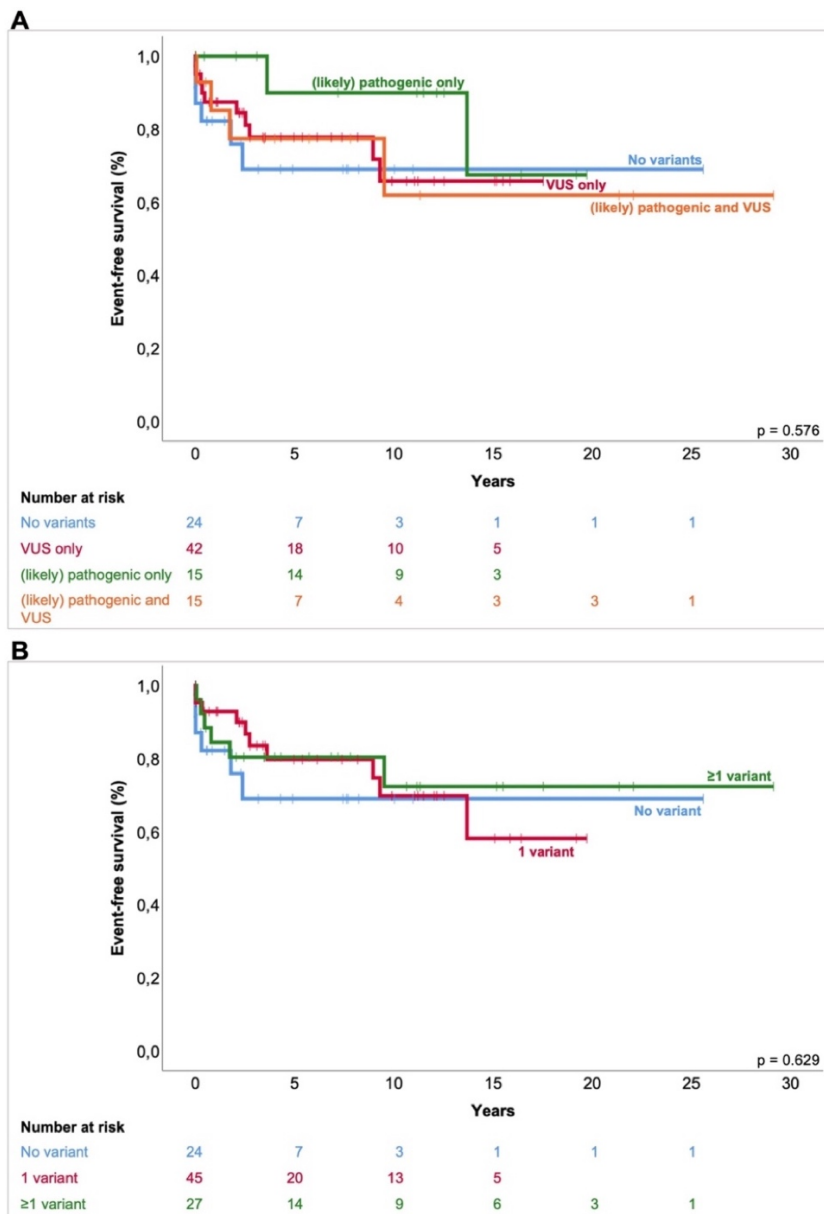 A
Event-free survival (%)
1,0
0,8
0,6
0,4
0,2
0,0
(likely) pathogenic only
No variants
VUS only
(likely) pathogenic and VUS
p = 0.576
0 5 10 15 20 25 30
Years
Number at risk
No variants 24 7 3 1 1 1
VUS only 42 18 10 5
(likely) pathogenic only 15 14 9 3
(likely) pathogenic and 15 7 4 3 3 1
VUS
B
Event-free survival (%)
1,0
0,8
0,6
0,4
0,2
0,0
≥1 variant
No variant
1 variant
p = 0.629
0 5 10 15 20 25 30
Years
Number at risk
No variant 24 7 3 1 1 1
1 variant 45 20 13 5
≥1 variant 27 14 9 6 3 1